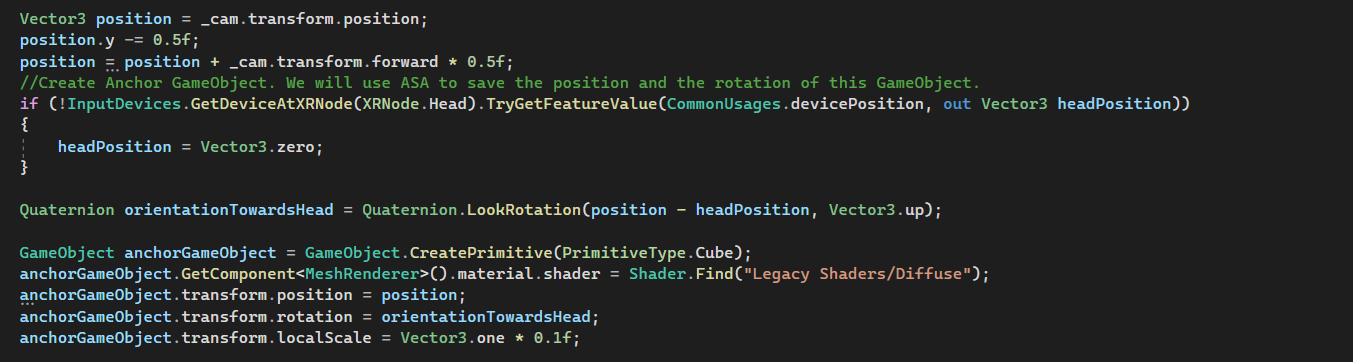 Vector3 position = _cam.transform.position;
position.y -= 0.5f;
position = position + _cam.transform.forward * 0.5f;
//Create Anchor GameObject. We will use ASA to save the position and the rotation of this GameObject.
if (!InputDevices.GetDeviceAtXRNode(XRNode.Head).TryGetFeatureValue(CommonUsages.devicePosition, out Vector3 headPosition))
{
    headPosition = Vector3.zero;
}

Quaternion orientationTowardsHead = Quaternion.LookRotation(position - headPosition, Vector3.up);

GameObject anchorGameObject = GameObject.CreatePrimitive(PrimitiveType.Cube);
anchorGameObject.GetComponent<MeshRenderer>().material.shader = Shader.Find("Legacy Shaders/Diffuse");
anchorGameObject.transform.position = position;
anchorGameObject.transform.rotation = orientationTowardsHead;
anchorGameObject.transform.localScale = Vector3.one * 0.1f;